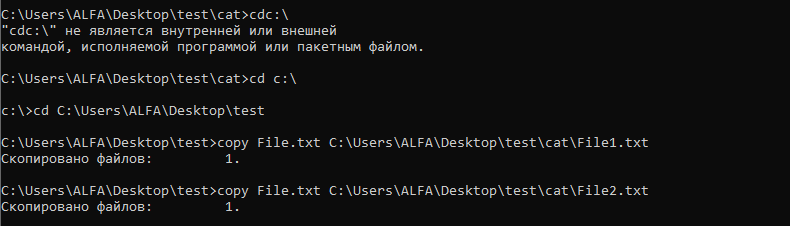 C:\Users\ALFA\Desktop\test\cat>cdc:\
"cdc:\" не является внутренней или внешней
командой, исполняемой программой или пакетным файлом.
C:\Users\ALFA\Desktop\test\cat>cd c:\
c:\>cd C:\Users\ALFA\Desktop\test
C:\Users\ALFA\Desktop\test>copy File.txt C:\Users\ALFA\Desktop\test\cat\File1.txt
Скопировано файлов:         1.
C:\Users\ALFA\Desktop\test>copy File.txt C:\Users\ALFA\Desktop\test\cat\File2.txt
Скопировано файлов:         1.